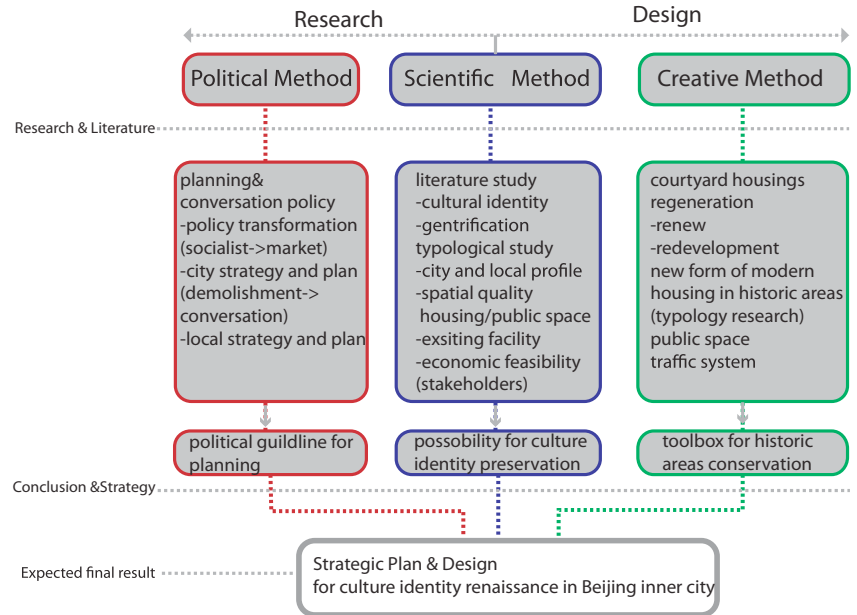 Research
Design
Political Method
Scientific Method
Creative Method
Research & Literature
planning&
conversation policy
-policy transformation
(socialist->market)
-city strategy and plan
(demolishment->
conversation)
-local strategy and plan
literature study
-cultural identity
-gentrification
typological study
-city and local profile
-spatial quality
housing/public space
-exsiting facility
-economic feasibility
(stakeholders)
courtyard housings
regeneration
-renew
-redevelopment
new form of modern
housing in historic areas
(typology research)
public space
traffic system
political guildline for
planning
possobility for culture
identity preservation
toolbox for historic
areas conservation
Conclusion &Strategy
Expected final result
Strategic Plan & Design
for culture identity renaissance in Beijing inner city